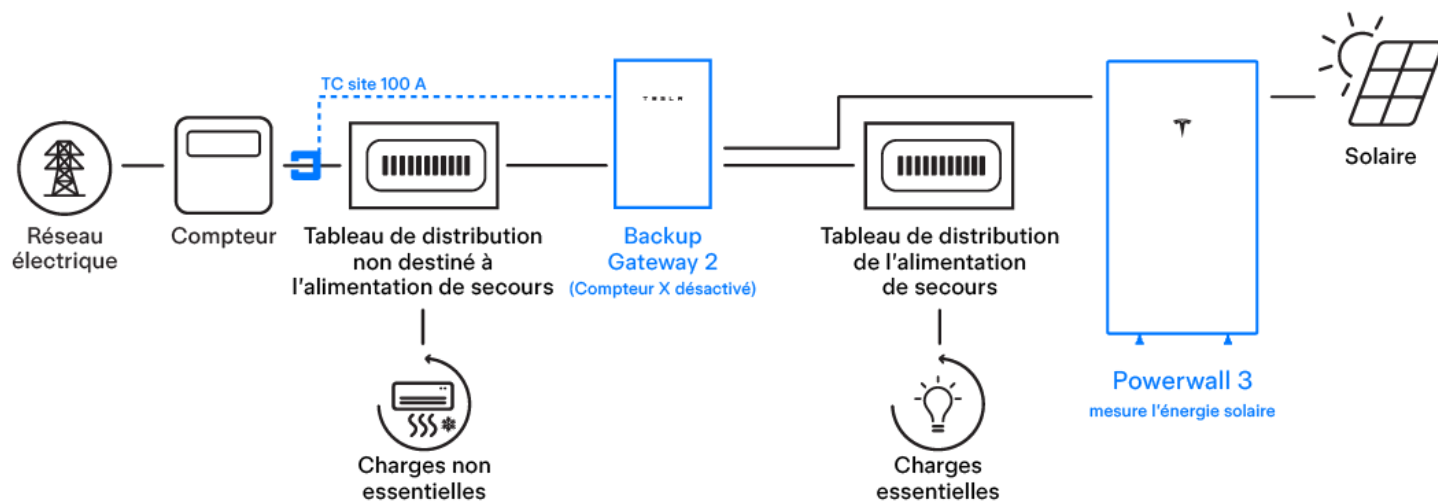 TC site 100 A
TESLA
Solaire
Réseau
électrique
Compteur
Tableau de distribution
non destiné à
l'alimentation de secours
Backup
Gateway 2
(Compteur X désactivé)
Tableau de distribution
de l'alimentation
de secours
Powerwall 3
mesure l'énergie solaire
Charges non
essentielles
Charges
essentielles